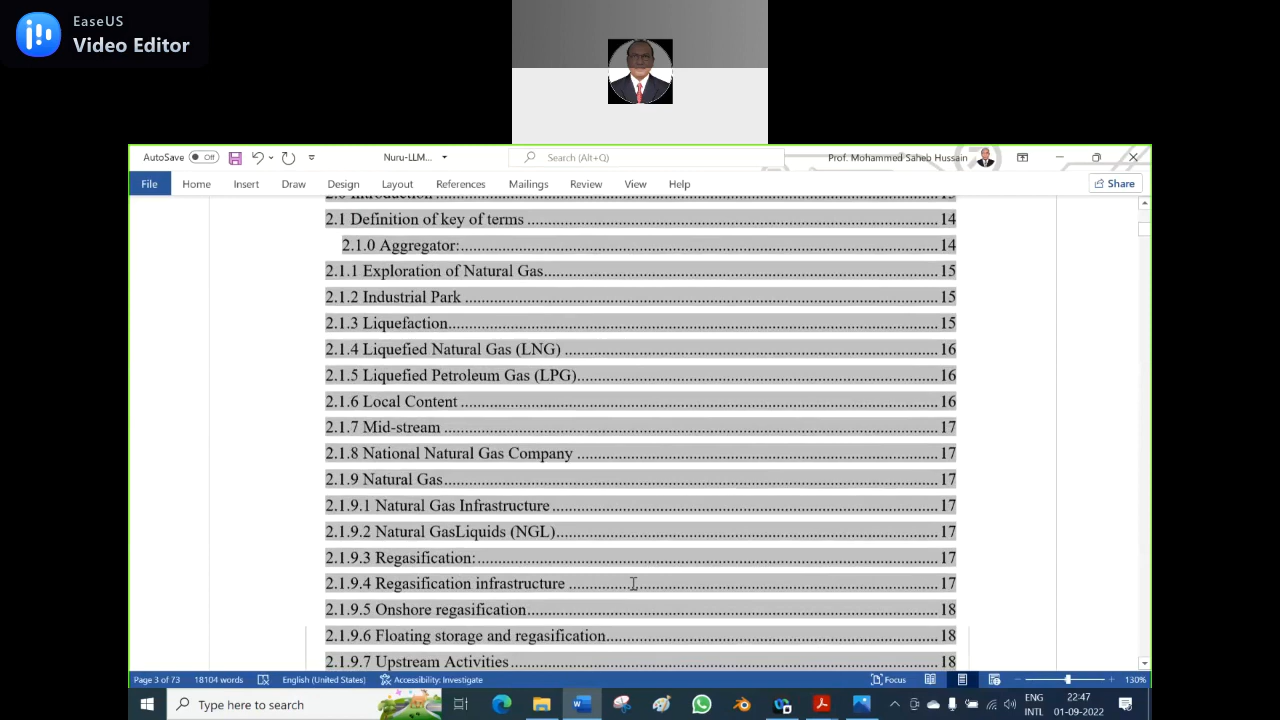 EaseUS
Video Editor
AutoSave Off Nuru-LLM... Search (Alt+Q) Prof. Mohammed Saheb Hussain
File Home Insert Draw Design Layout References Mailings Review View Help Share
2.0 Introduction
2.1 Definition of key of terms 14
2.1.0 Aggregator: 14
2.1.1 Exploration of Natural Gas 15
2.1.2 Industrial Park 15
2.1.3 Liquefaction 15
2.1.4 Liquefied Natural Gas (LNG) 16
2.1.5 Liquefied Petroleum Gas (LPG) 16
2.1.6 Local Content 16
2.1.7 Mid-stream 17
2.1.8 National Natural Gas Company 17
2.1.9 Natural Gas 17
2.1.9.1 Natural Gas Infrastructure 17
2.1.9.2 Natural GasLiquids (NGL) 17
2.1.9.3 Regasification: 17
2.1.9.4 Regasification infrastructure 17
2.1.9.5 Onshore regasification 18
2.1.9.6 Floating storage and regasification 18
2.1.9.7 Upstream Activities 18
Page 3 of 73 18104 words English (United States) Accessibility: Investigate Focus 130%
Type here to search ENG 22:47
INTL 01-09-2022